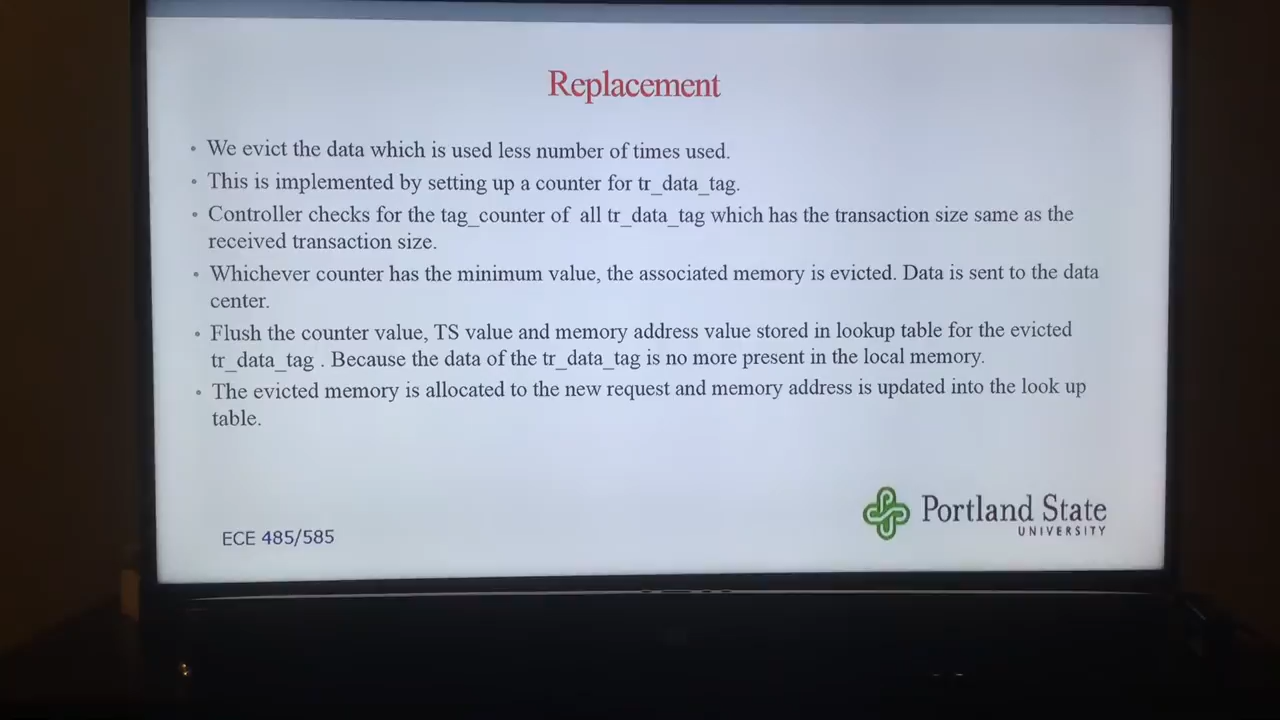 Replacement
• We evict the data which is used less number of times used.
• This is implemented by setting up a counter for tr_data_tag.
• Controller checks for the tag_counter of all tr_data_tag which has the transaction size same as the
received transaction size.
• Whichever counter has the minimum value, the associated memory is evicted. Data is sent to the data
center.
• Flush the counter value, TS value and memory address value stored in lookup table for the evicted
tr_data_tag . Because the data of the tr_data_tag is no more present in the local memory.
• The evicted memory is allocated to the new request and memory address is updated into the look up
table.
Portland State
UNIVERSITY
ECE 485/585